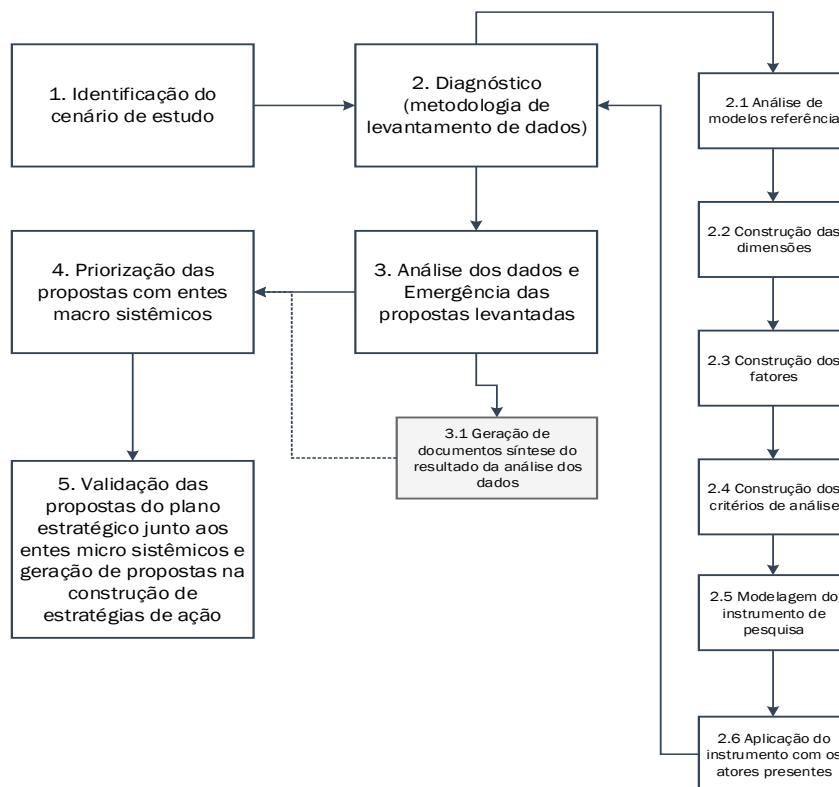 1. Identificação do
cenário de estudo
2. Diagnóstico
(metodologia de
levantamento de dados)
2.1 Análise de
modelos referência
2.2 Construção das
dimensões
2.3 Construção dos
fatores
2.4 Construção dos
critérios de análise
2.5 Modelagem do
instrumento de
pesquisa
2.6 Aplicação do
instrumento com os
atores presentes
3. Análise dos dados e
Emergência das
propostas levantadas
3.1 Geração de
documentos síntese do
resultado da análise dos
dados
4. Priorização das
propostas com entes
macro sistêmicos
5. Validação das
propostas do plano
estratégico junto aos
entes micro sistêmicos e
geração de propostas na
construção de
estratégias de ação